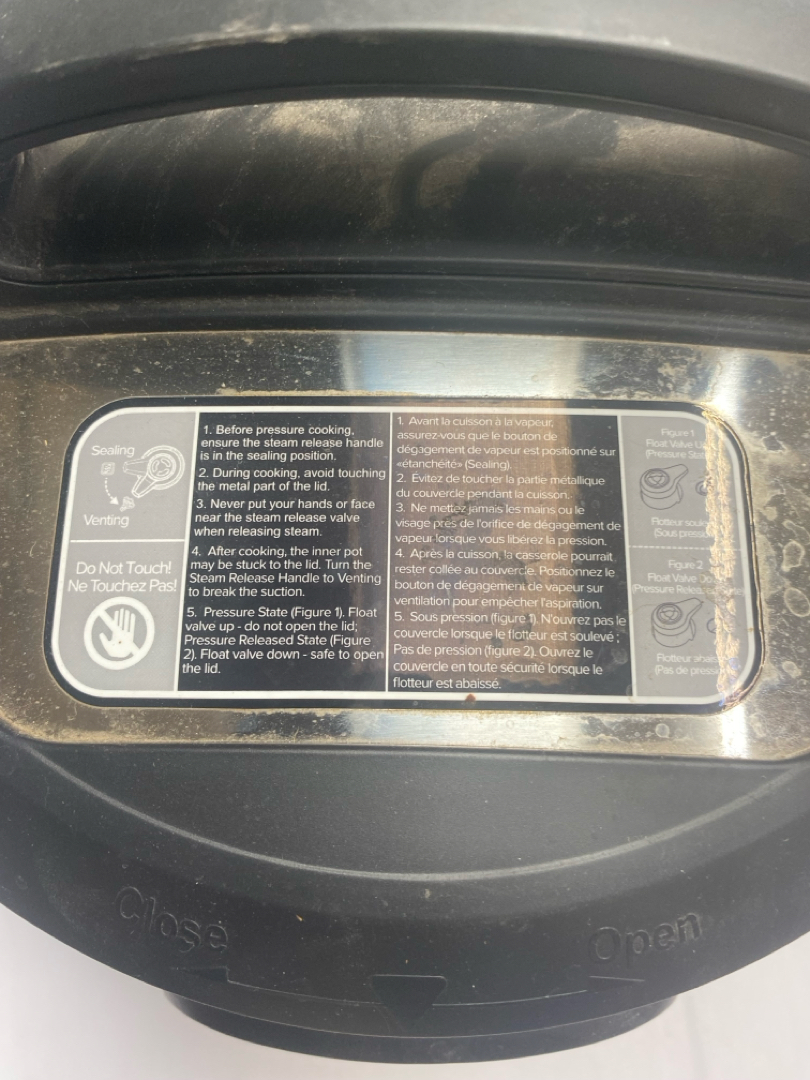 Sealing
Venting
Do Not Touch!
Ne Touchez Pas!
1. Before pressure cooking,
ensure the steam release handle
is in the sealing position.
2. During cooking, avoid touching
the metal part of the lid.
3. Never put your hands or face
near the steam release valve
when releasing steam.
4. After cooking, the inner pot
may be stuck to the lid. Turn the
Steam Release Handle to Venting
to break the suction.
5. Pressure State (Figure 1). Float
valve up - do not open the lid;
Pressure Released State (Figure
2). Float valve down - safe to open
the lid.
1. Avant la cuisson à la vapeur,
assurez-vous que le bouton de
dégagement de vapeur est positionné sur
«étanchéité» (Sealing).
2. Évitez de toucher la partie métallique
du couvercle pendant la cuisson.
3. Ne mettez jamais les mains ou le
visage près de l'orifice de dégagement de
vapeur lorsque vous libérez la pression.
4. Après la cuisson, la casserole pourrait
rester collée au couvercle. Positionnez le
bouton de dégagement de vapeur sur
ventilation pour empêcher l'aspiration.
5. Sous pression (figure 1). N'ouvrez pas le
couvercle lorsque le flotteur est soulevé ;
Pas de pression (figure 2). Ouvrez le
couvercle en toute sécurité lorsque le
flotteur est abaissé.
Figure 1
Float Valve
(Pressure
Flotteur
(Sous
Figure 2
Float Valve
(Pressure
Flotteur
(Pas de
Close
Open